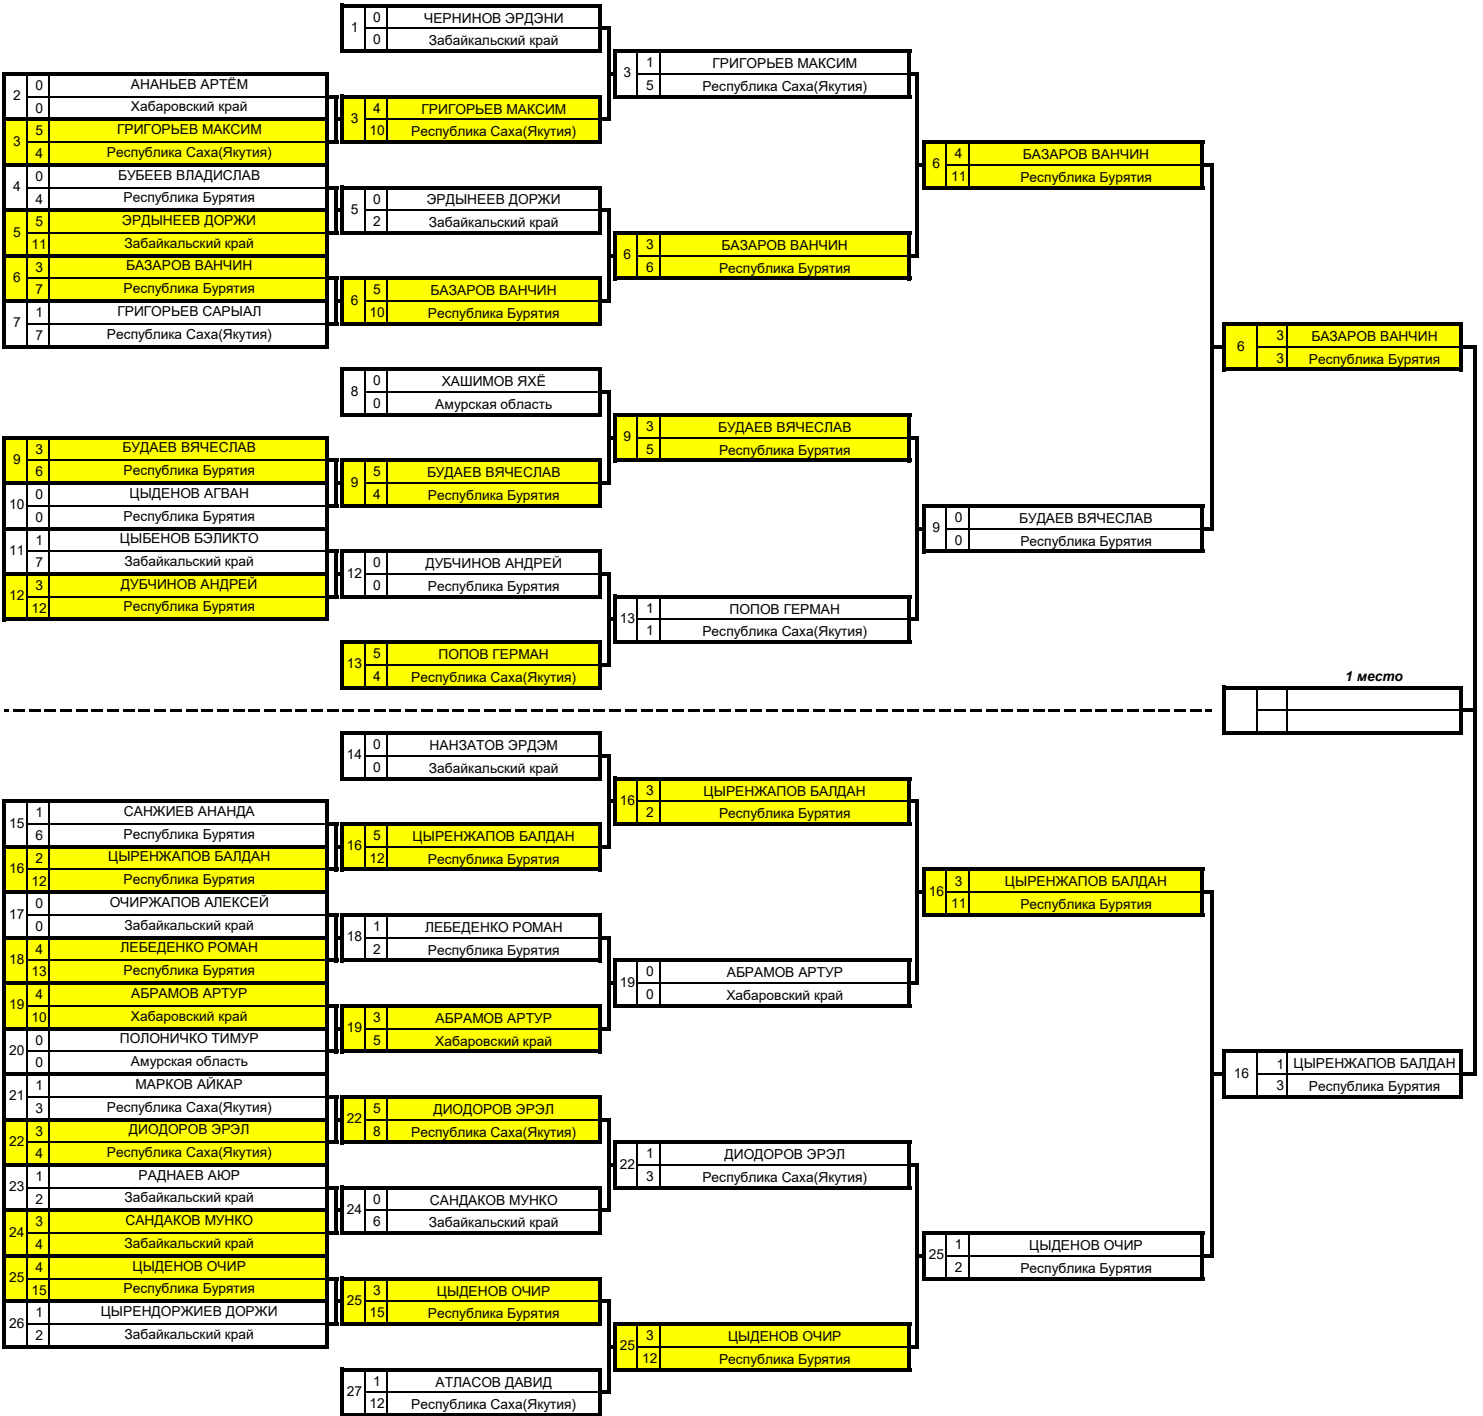 1 0 ЧЕРНИНОВ ЭРДЭНИ
0 Забайкальский край
3 1 ГРИГОРЬЕВ МАКСИМ
5 Республика Саха(Якутия)
2 0 АНАНЬЕВ АРТЁМ
0 Хабаровский край
3 5 ГРИГОРЬЕВ МАКСИМ
4 Республика Саха(Якутия)
3 4 ГРИГОРЬЕВ МАКСИМ
10 Республика Саха(Якутия)
4 0 БУБЕЕВ ВЛАДИСЛАВ
4 Республика Бурятия
5 5 ЭРДЫНЕЕВ ДОРЖИ
11 Забайкальский край
5 0 ЭРДЫНЕЕВ ДОРЖИ
2 Забайкальский край
6 4 БАЗАРОВ ВАНЧИН
11 Республика Бурятия
6 3 БАЗАРОВ ВАНЧИН
6 Республика Бурятия
6 3 БАЗАРОВ ВАНЧИН
7 Республика Бурятия
7 1 ГРИГОРЬЕВ САРЫАЛ
7 Республика Саха(Якутия)
6 5 БАЗАРОВ ВАНЧИН
10 Республика Бурятия
6 3 БАЗАРОВ ВАНЧИН
3 Республика Бурятия
8 0 ХАШИМОВ ЯХЁ
0 Амурская область
9 3 БУДАЕВ ВЯЧЕСЛАВ
5 Республика Бурятия
9 3 БУДАЕВ ВЯЧЕСЛАВ
6 Республика Бурятия
10 0 ЦЫДЕНОВ АГВАН
0 Республика Бурятия
9 5 БУДАЕВ ВЯЧЕСЛАВ
4 Республика Бурятия
9 0 БУДАЕВ ВЯЧЕСЛАВ
0 Республика Бурятия
11 1 ЦЫБЕНОВ БЭЛИКТО
7 Забайкальский край
12 3 ДУБЧИНОВ АНДРЕЙ
12 Республика Бурятия
12 0 ДУБЧИНОВ АНДРЕЙ
0 Республика Бурятия
13 1 ПОПОВ ГЕРМАН
1 Республика Саха(Якутия)
13 5 ПОПОВ ГЕРМАН
4 Республика Саха(Якутия)
1 место
14 0 НАНЗАТОВ ЭРДЭМ
0 Забайкальский край
16 3 ЦЫРЕНЖАПОВ БАЛДАН
2 Республика Бурятия
15 1 САНЖИЕВ АНАНДА
6 Республика Бурятия
16 2 ЦЫРЕНЖАПОВ БАЛДАН
12 Республика Бурятия
16 5 ЦЫРЕНЖАПОВ БАЛДАН
12 Республика Бурятия
16 3 ЦЫРЕНЖАПОВ БАЛДАН
11 Республика Бурятия
17 0 ОЧИРЖАПОВ АЛЕКСЕЙ
0 Забайкальский край
18 4 ЛЕБЕДЕНКО РОМАН
13 Республика Бурятия
18 1 ЛЕБЕДЕНКО РОМАН
2 Республика Бурятия
19 0 АБРАМОВ АРТУР
0 Хабаровский край
19 4 АБРАМОВ АРТУР
10 Хабаровский край
20 0 ПОЛОНИЧКО ТИМУР
0 Амурская область
19 3 АБРАМОВ АРТУР
5 Хабаровский край
16 1 ЦЫРЕНЖАПОВ БАЛДАН
3 Республика Бурятия
21 1 МАРКОВ АЙКАР
3 Республика Саха(Якутия)
22 3 ДИОДОРОВ ЭРЭЛ
4 Республика Саха(Якутия)
22 5 ДИОДОРОВ ЭРЭЛ
8 Республика Саха(Якутия)
22 1 ДИОДОРОВ ЭРЭЛ
3 Республика Саха(Якутия)
23 1 РАДНАЕВ АЮР
2 Забайкальский край
24 3 САНДАКОВ МУНКО
4 Забайкальский край
24 0 САНДАКОВ МУНКО
6 Забайкальский край
25 1 ЦЫДЕНОВ ОЧИР
2 Республика Бурятия
25 4 ЦЫДЕНОВ ОЧИР
15 Республика Бурятия
26 1 ЦЫРЕНДОРЖИЕВ ДОРЖИ
2 Забайкальский край
25 3 ЦЫДЕНОВ ОЧИР
15 Республика Бурятия
25 3 ЦЫДЕНОВ ОЧИР
12 Республика Бурятия
27 1 АТЛАСОВ ДАВИД
12 Республика Саха(Якутия)